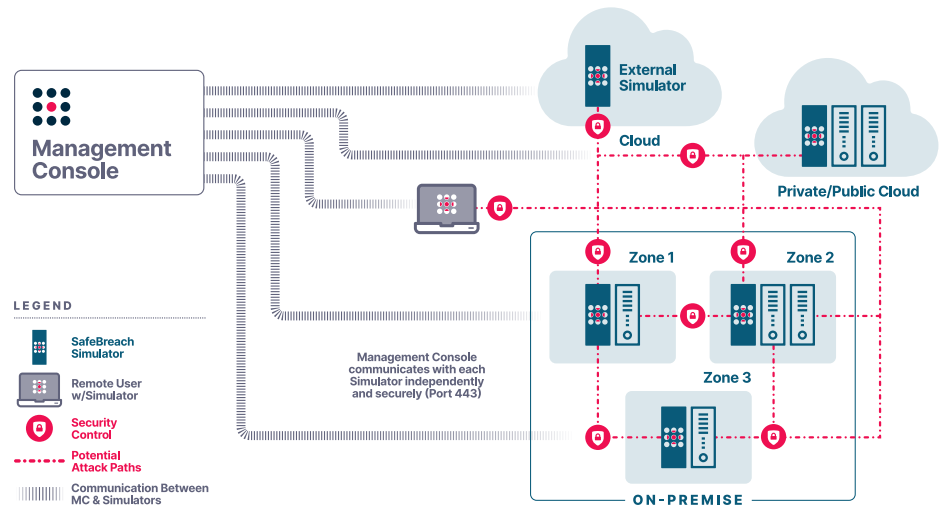 Management
Console
External
Simulator
Cloud
Private/Public Cloud
Zone 1
Zone 2
Zone 3
ON-PREMISE
Management Console
communicates with each
Simulator independently
and securely (Port 443)
LEGEND
SafeBreach
Simulator
Remote User
w/Simulator
Security
Control
Potential
Attack Paths
Communication Between
MC & Simulators